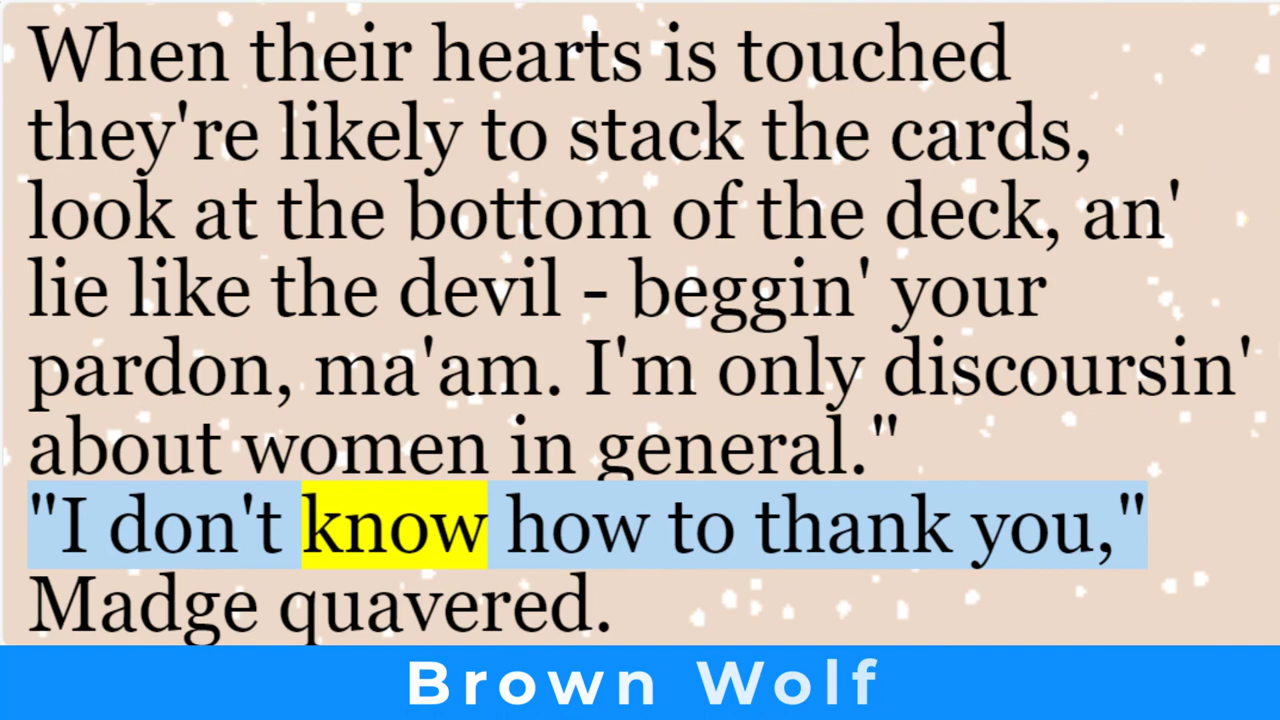 When their hearts is touched
they're likely to stack the cards,
look at the bottom of the deck, an'
lie like the devil - beggin' your
pardon, ma'am. I'm only discoursin'
about women in general."
"I don't know how to thank you,"
Madge quavered.
Brown Wolf